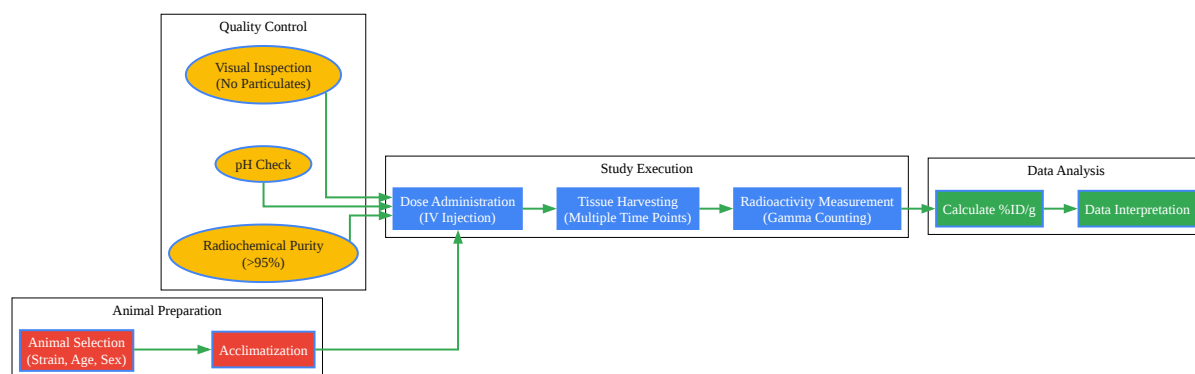 Quality Control
Visual Inspection
(No Particulates)
pH Check
Radiochemical Purity
(>95%)
Animal Preparation
Animal Selection
(Strain, Age, Sex)
Acclimatization
Study Execution
Dose Administration
(IV Injection)
Tissue Harvesting
(Multiple Time Points)
Radioactivity Measurement
(Gamma Counting)
Data Analysis
Calculate %ID/g
Data Interpretation